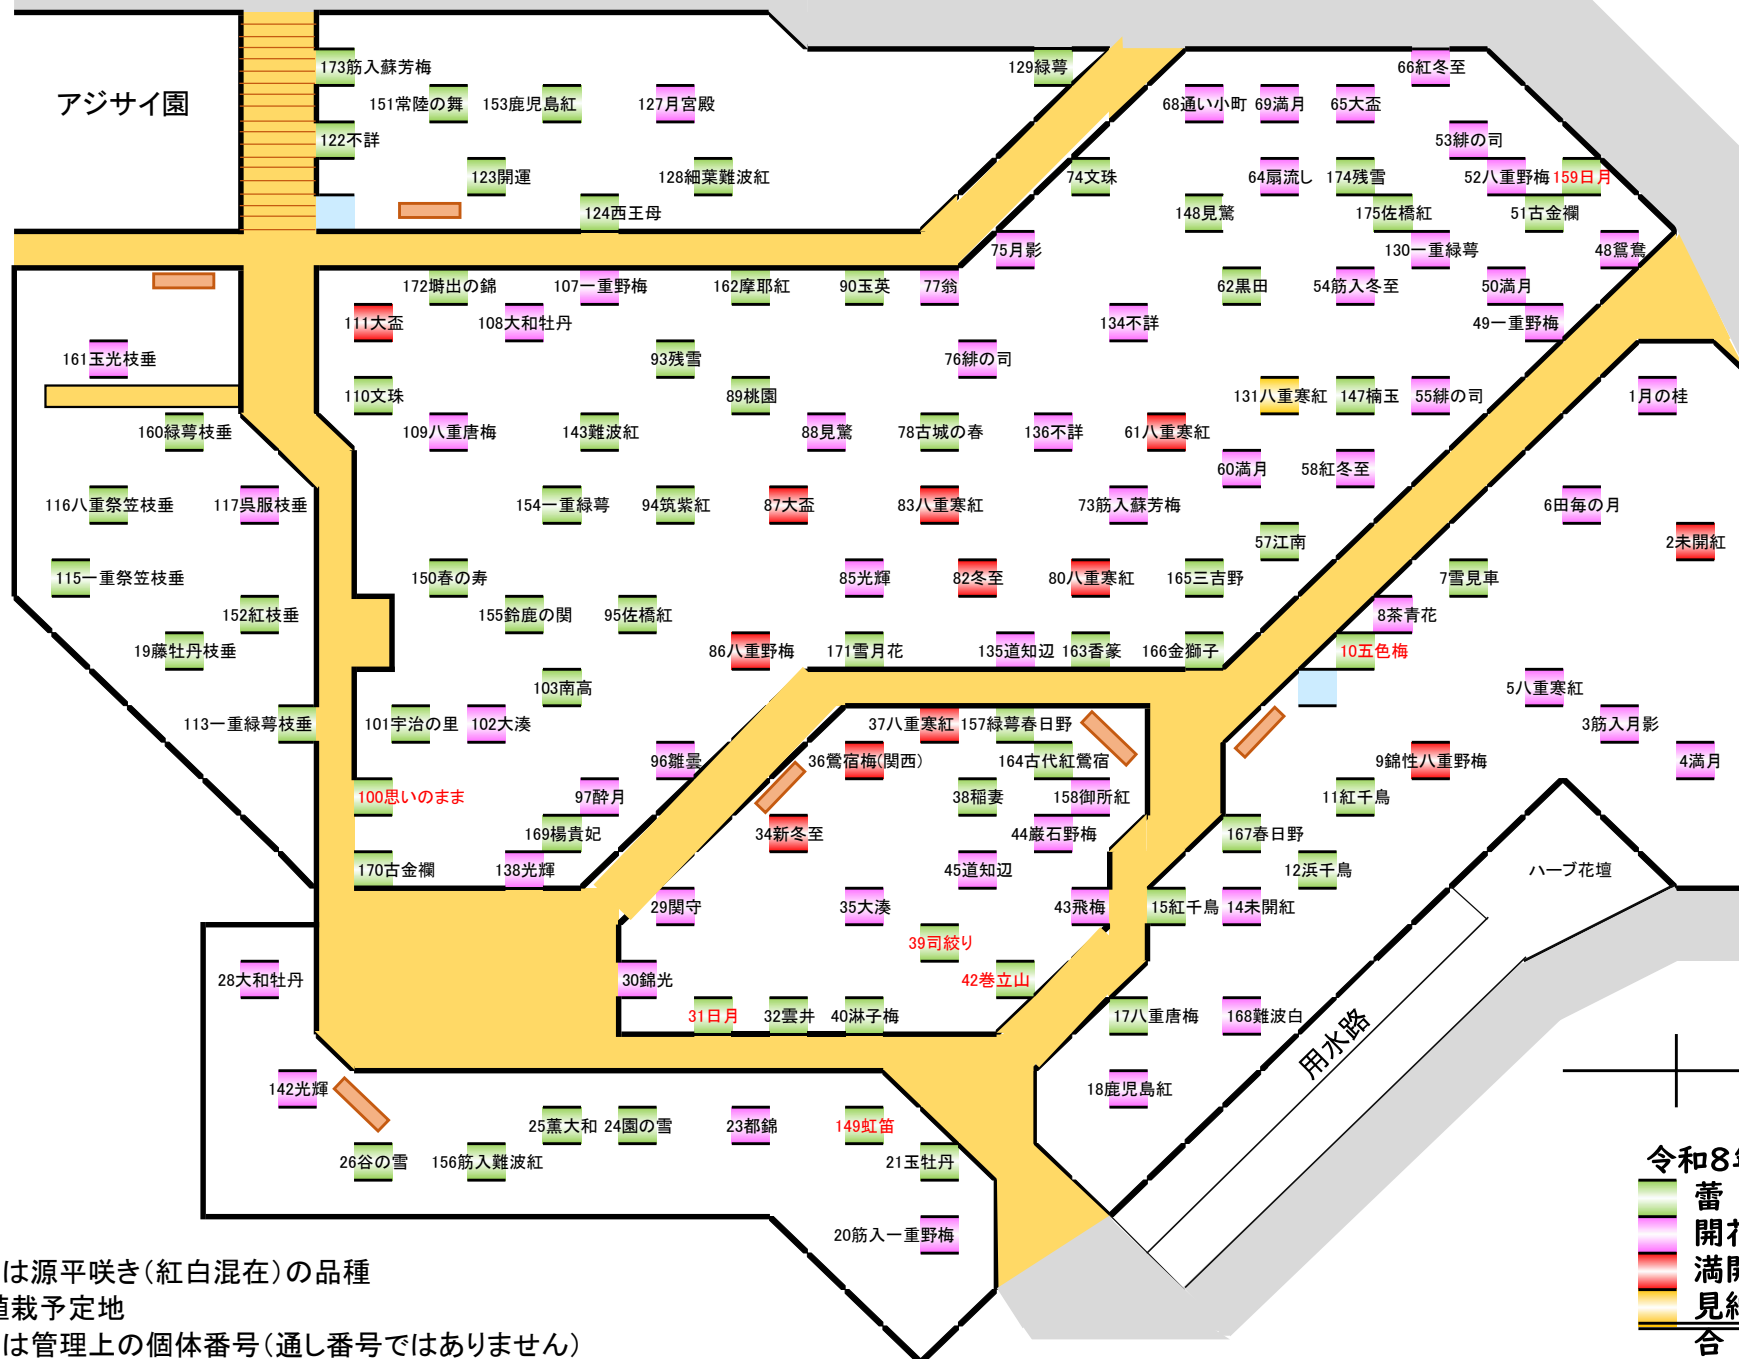 173筋入蘇芳梅
129緑萼
66紅冬至
アジサイ園
151常陸の舞
153鹿児島紅
127月宮殿
68通い小町
69満月
65大盃
122不詳
53緋の司
123開運
128細葉難波紅
74文珠
64扇流し
174残雪
52八重野梅
159日月
124西王母
148見驚
175佐橋紅
51古金襴
75月影
130一重緑萼
48鴛鴦
172塒出の錦
107一重野梅
162摩耶紅
90玉英
77翁
62黒田
54筋入冬至
50満月
111大盃
108大和牡丹
134不詳
49一重野梅
161玉光枝垂
93残雪
76緋の司
110文珠
89桃園
131八重寒紅
147楠玉
55緋の司
1月の桂
160緑萼枝垂
109八重唐梅
143難波紅
88見驚
78古城の春
136不詳
61八重寒紅
60満月
58紅冬至
116八重祭笠枝垂
117呉服枝垂
154一重緑萼
94筑紫紅
87大盃
83八重寒紅
73筋入蘇芳梅
6田毎の月
57江南
2未開紅
115一重祭笠枝垂
150春の寿
85光輝
82冬至
80八重寒紅
165三吉野
7雪見車
152紅枝垂
155鈴鹿の関
95佐橋紅
8茶青花
19藤牡丹枝垂
86八重野梅
171雪月花
135道知辺
163香篆
166金獅子
10五色梅
103南高
5八重寒紅
113一重緑萼枝垂
101宇治の里
102大湊
37八重寒紅
157緑萼春日野
3筋入月影
96雛曇
36鶯宿梅(関西)
164古代紅鶯宿
9錦性八重野梅
4満月
100思いのまま
97酔月
38稲妻
158御所紅
11紅千鳥
169楊貴妃
34新冬至
44巌石野梅
167春日野
170古金襴
138光輝
45道知辺
12浜千鳥
ハーブ花壇
29関守
35大湊
43飛梅
15紅千鳥
14未開紅
39司絞り
28大和牡丹
30錦光
42巻立山
31日月
32雲井
40淋子梅
17八重唐梅
168難波白
用水路
142光輝
18鹿児島紅
25薫大和
24園の雪
23都錦
149虹笛
26谷の雪
156筋入難波紅
21玉牡丹
令和8年
蕾
20筋入一重野梅
開花
満開
は源平咲き(紅白混在)の品種
植栽予定地
見
は管理上の個体番号(通し番号ではありません)
合